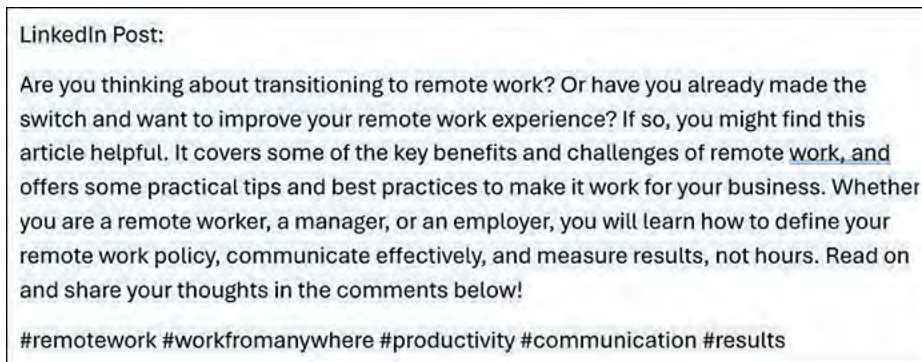 LinkedIn Post:
Are you thinking about transitioning to remote work? Or have you already made the
switch and want to improve your remote work experience? If so, you might find this
article helpful. It covers some of the key benefits and challenges of remote work, and
offers some practical tips and best practices to make it work for your business. Whether
you are a remote worker, a manager, or an employer, you will learn how to define your
remote work policy, communicate effectively, and measure results, not hours. Read on
and share your thoughts in the comments below!
#remotework #workfromanywhere #productivity #communication #results